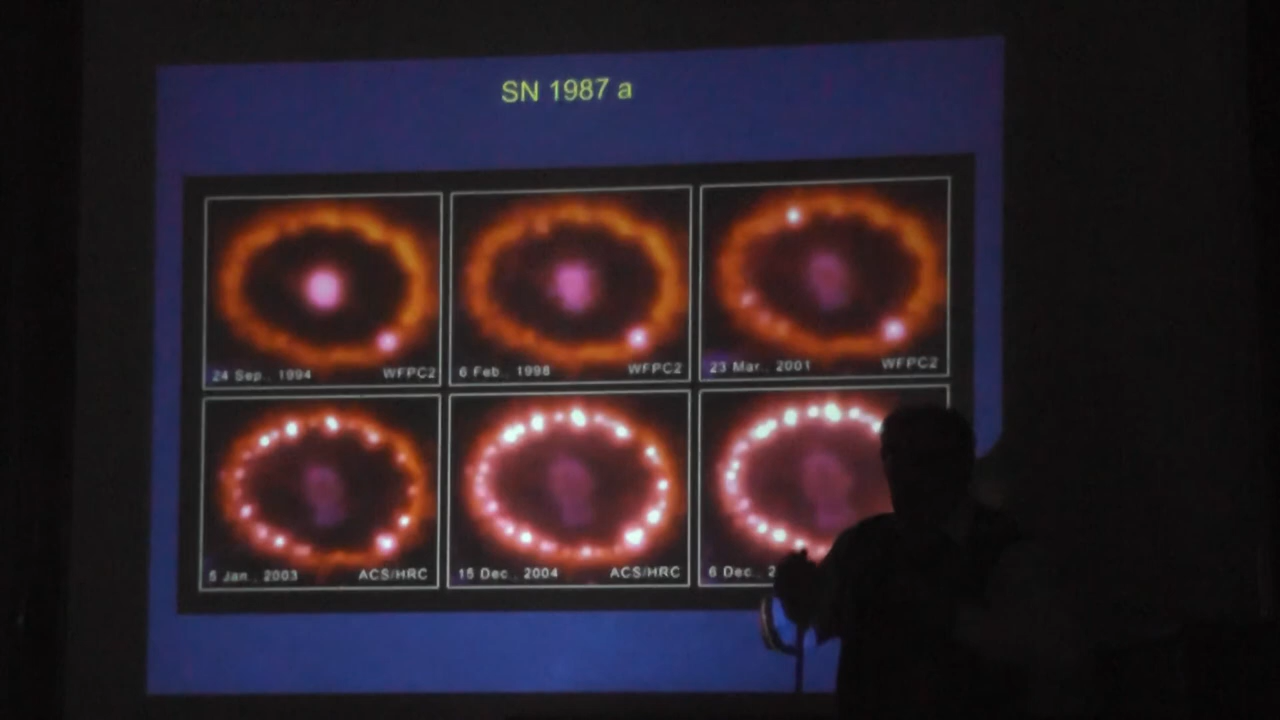 SN 1987 a
24 Sep., 1994 WFPC2
6 Feb., 1998 WFPC2
23 Mar., 2001 WFPC2
5 Jan., 2003 ACS/HRC
15 Dec., 2004 ACS/HRC
6 Dec., 2